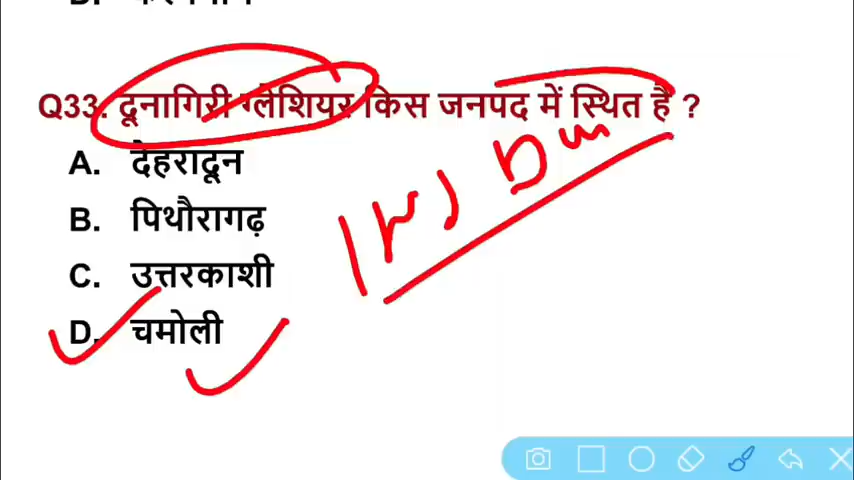 Q33. दूनागिरी ग्लेशियर किस जनपद में स्थित है ?
A. देहरादून
B. पिथौरागढ़
C. उत्तरकाशी
D. चमोली